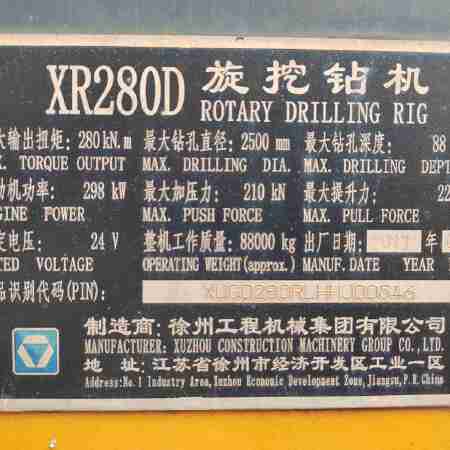 XR280D 旋挖钻机
ROTARY DRILLING RIG
大输出扭矩: 280 kN.m 最大钻孔直径: 2500 mm 最大钻孔深度: 88
X. TORQUE OUTPUT MAX. DRILLING DIA. MAX. DRILLING DEPT
动机功率: 298 kW 最大加压力: 210 kN 最大提升力: 22
GINE POWER MAX. PUSH FORCE MAX. PULL FORCE
定电压: 24 V 整机工作质量: 88000 kg 出厂日期: 年
TED VOLTAGE OPERATING WEIGHT(approx.) MANUF. DATE YEAR
品识别代码(PIN):
制造商: 徐州工程机械集团有限公司
MANUFACTURER: XUZHOU CONSTRUCTION MACHINERY GROUP CO., LTD.
地 址: 江苏省徐州市经济开发区工业一区
Address: No.1 Industry Area, Xuzhou Economic Development Zone, Jiangsu, P.R. China